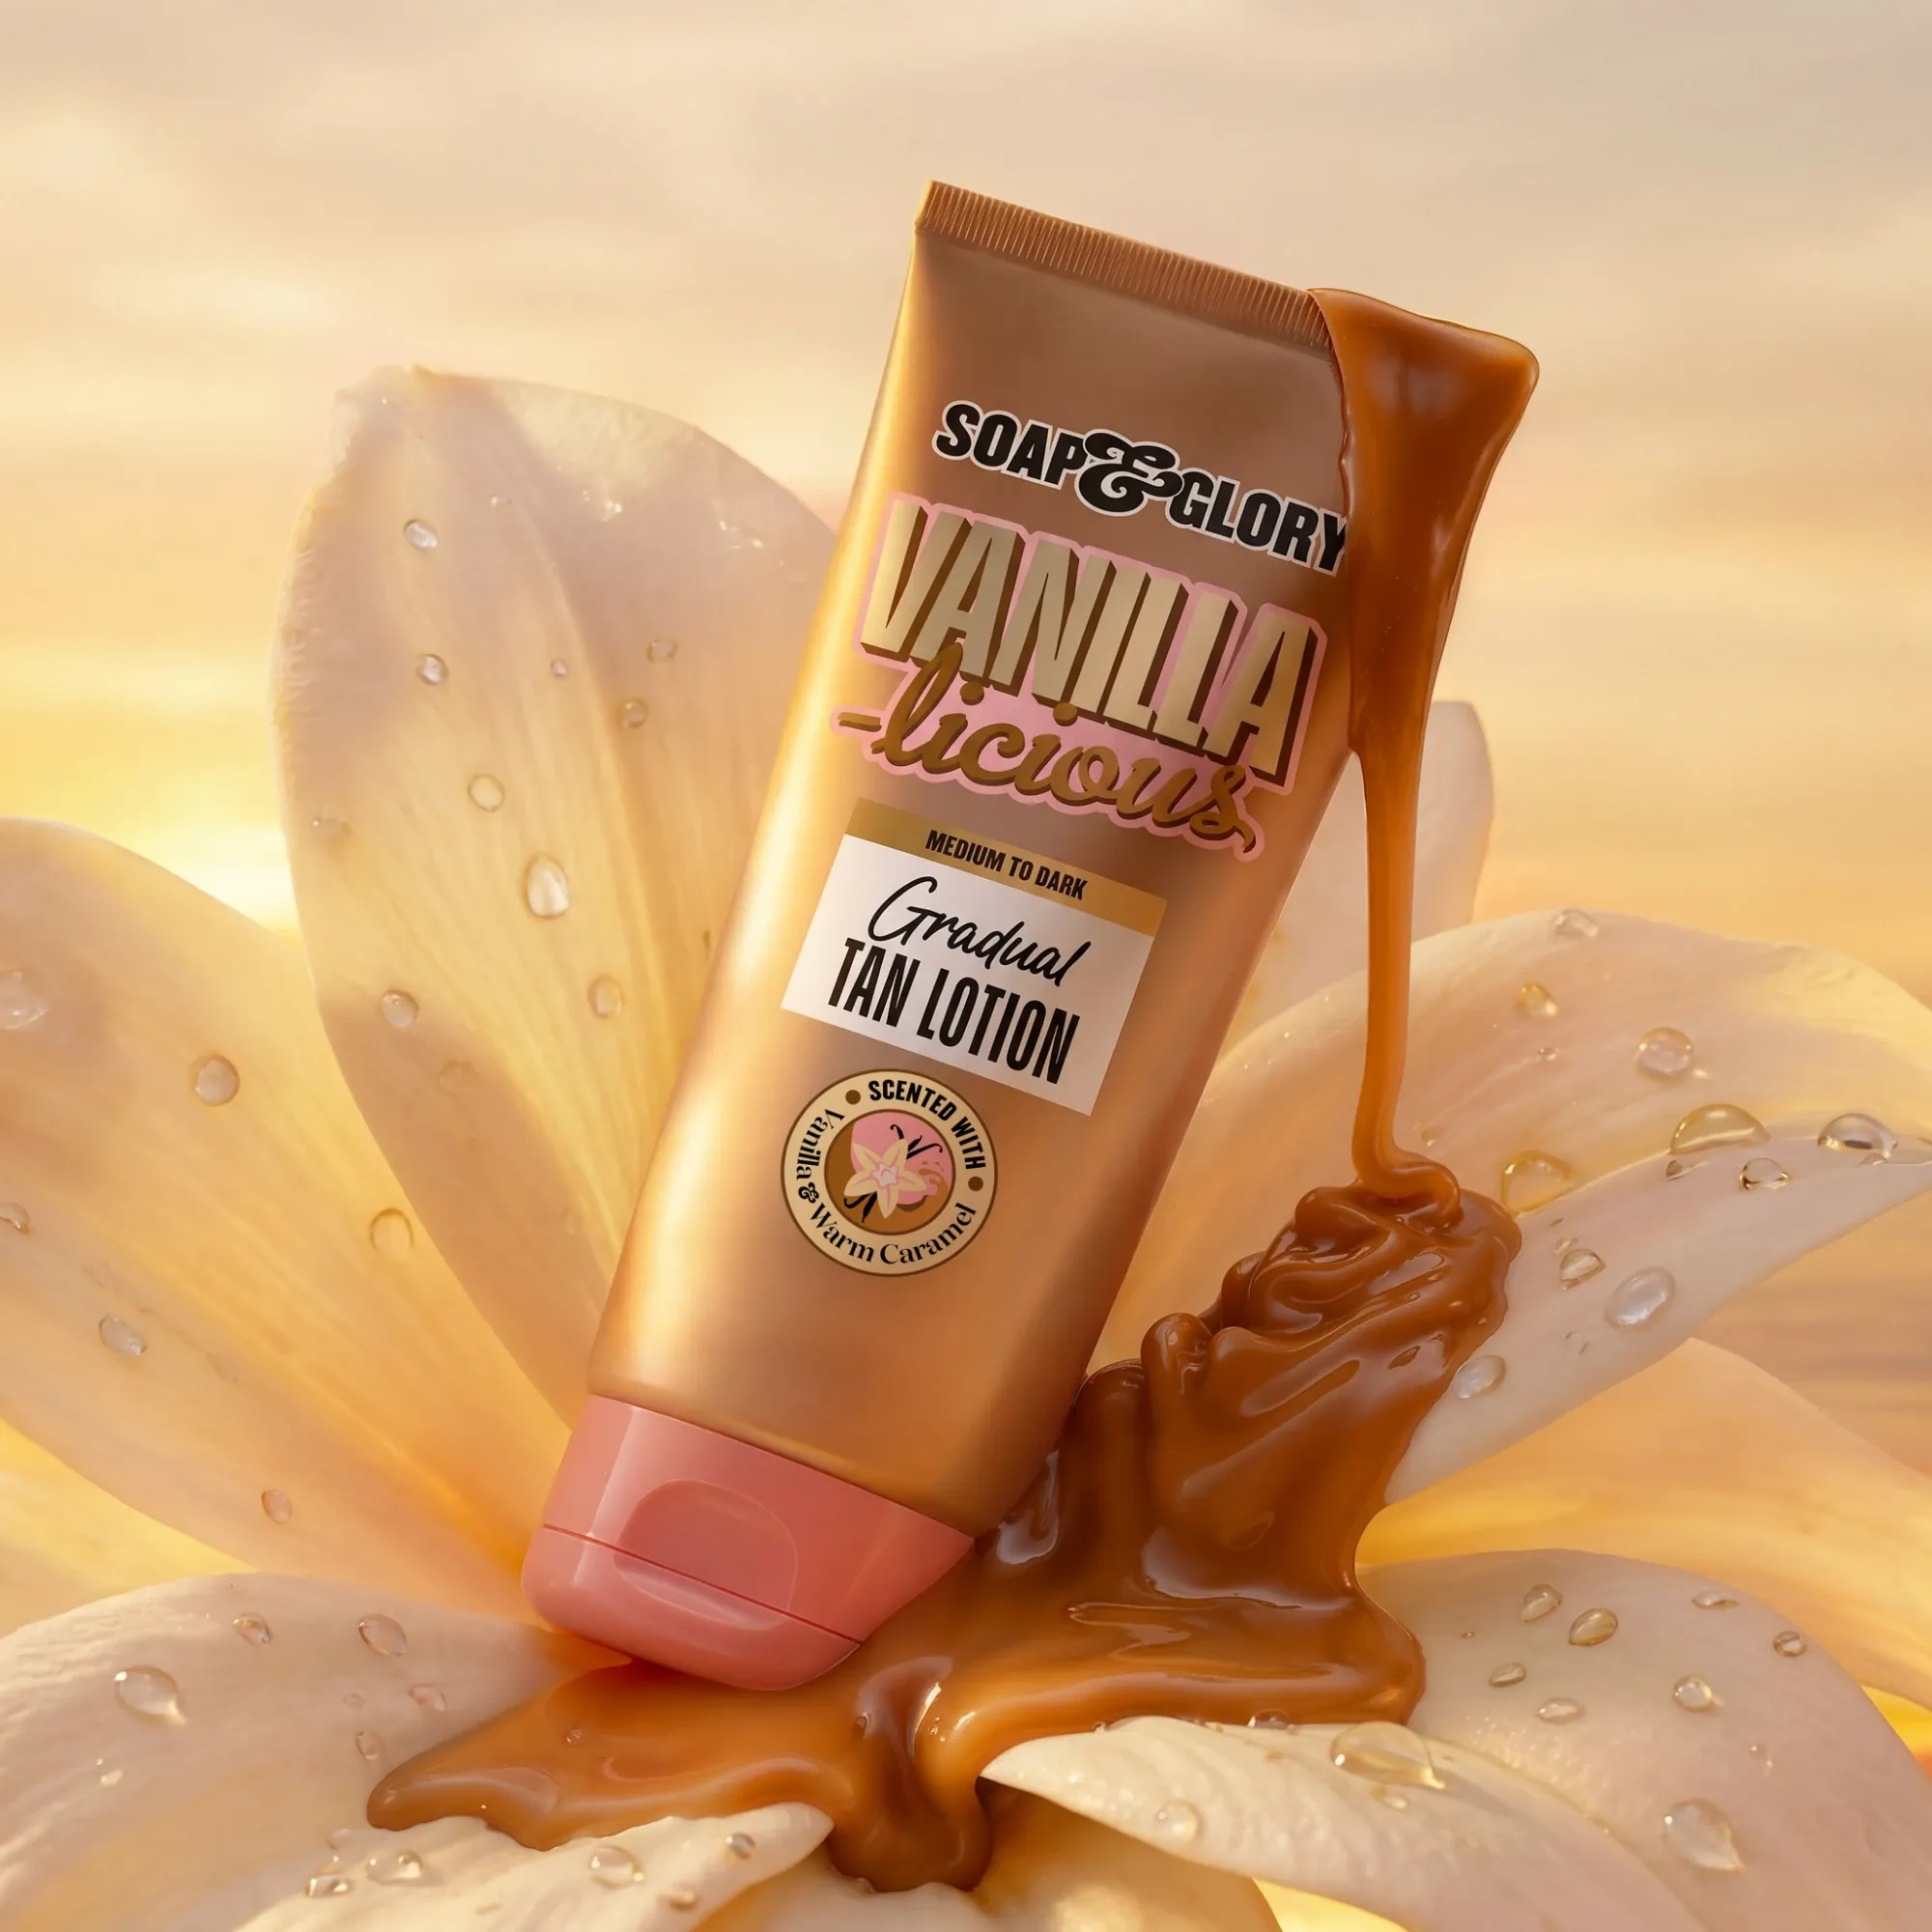 SOAP & GLORY
VANILLA
-licious
MEDIUM TO DARK
Gradual
TAN LOTION
SCENTED WITH
Vanilla & Warm Caramel